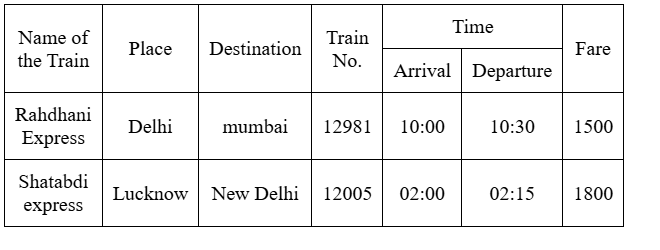 Name of the Train Place Destination Train No. Time Fare
Arrival Departure
Rahdhani Express Delhi mumbai 12981 10:00 10:30 1500
Shatabdi express Lucknow New Delhi 12005 02:00 02:15 1800